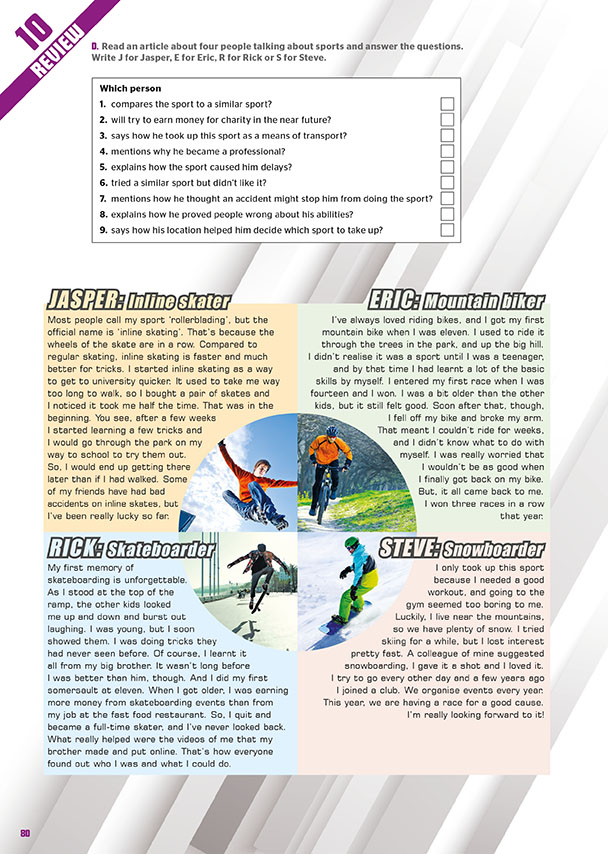 10
REVIEW
D. Read an article about four people talking about sports and answer the questions.
Write J for Jasper, E for Eric, R for Rick or S for Steve.
Which person
1. compares the sport to a similar sport?
2. will try to earn money for charity in the near future?
3. says how he took up this sport as a means of transport?
4. mentions why he became a professional?
5. explains how the sport caused him delays?
6. tried a similar sport but didn't like it?
7. mentions how he thought an accident might stop him from doing the sport?
8. explains how he proved people wrong about his abilities?
9. says how his location helped him decide which sport to take up?
JASPER: Inline skater
Most people call my sport 'rollerblading', but the
official name is 'inline skating'. That's because the
wheels of the skate are in a row. Compared to
regular skating, inline skating is faster and much
better for tricks. I started inline skating as a way
to get to university quicker. It used to take me way
too long to walk, so I bought a pair of skates and
I noticed it took me half the time. That was in the
beginning. You see, after a few weeks
I started learning a few tricks and
I would go through the park on my
way to school to try them out.
So, I would end up getting there
later than if I had walked. Some
of my friends have had bad
accidents on inline skates, but
I've been really lucky so far.
ERIC: Mountain biker
I've always loved riding bikes, and I got my first
mountain bike when I was eleven. I used to ride it
through the trees in the park, and up the big hill.
I didn't realise it was a sport until I was a teenager,
and by that time I had learnt a lot of the basic
skills by myself. I entered my first race when I was
fourteen and I won. I was a bit older than the other
kids, but it still felt good. Soon after that, though,
I fell off my bike and broke my arm.
That meant I couldn't ride for weeks,
and I didn't know what to do with
myself. I was really worried that
I wouldn't be as good when
I finally got back on my bike.
But, it all came back to me.
I won three races in a row
that year.
RICK: Skateboarder
My first memory of
skateboarding is unforgettable.
As I stood at the top of the
ramp, the other kids looked
me up and down and burst out
laughing. I was young, but I soon
showed them. I was doing tricks they
had never seen before. Of course, I learnt it
all from my big brother. It wasn't long before
I was better than him, though. And I did my first
somersault at eleven. When I got older, I was earning
more money from skateboarding events than from
my job at the fast food restaurant. So, I quit and
became a full-time skater, and I've never looked back.
What really helped were the videos of me that my
brother made and put online. That's how everyone
found out who I was and what I could do.
STEVE: Snowboarder
I only took up this sport
because I needed a good
workout, and going to the
gym seemed too boring to me.
Luckily, I live near the mountains,
so we have plenty of snow. I tried
skiing for a while, but I lost interest
pretty fast. A colleague of mine suggested
snowboarding, I gave it a shot and I loved it.
I try to go every other day and a few years ago
I joined a club. We organise events every year.
This year, we are having a race for a good cause.
I'm really looking forward to it!
80